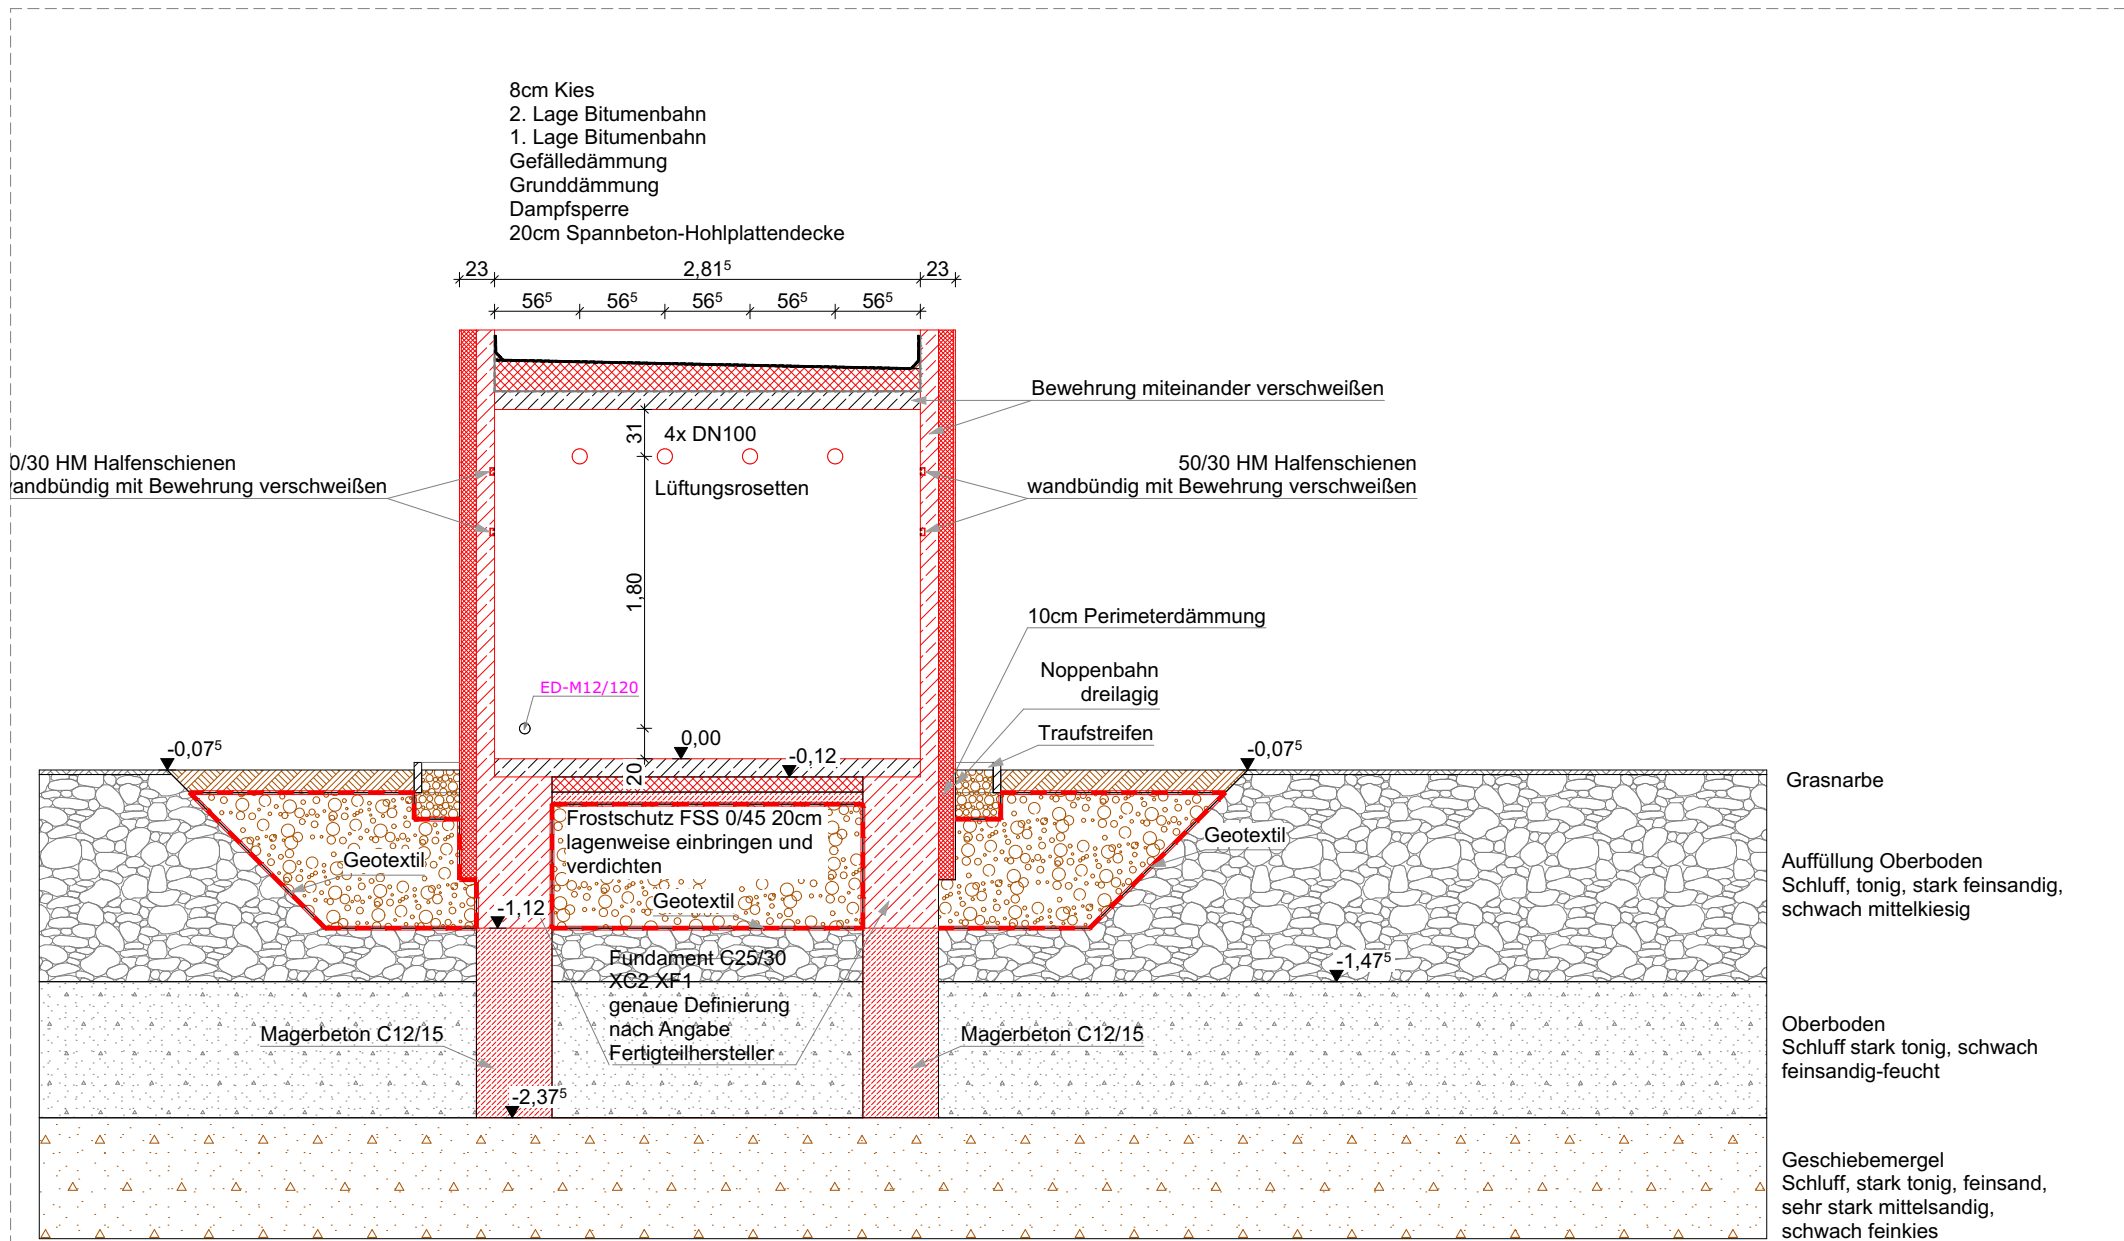 8cm Kies
2. Lage Bitumenbahn
1. Lage Bitumenbahn
Gefälledämmung
Grunddämmung
Dampfsperre
20cm Spannbeton-Hohlplattendecke
23
2,81⁵
23
56⁵ 56⁵ 56⁵ 56⁵ 56⁵
Bewehrung miteinander verschweißen
31
4x DN100
Lüftungsrosetten
0/30 HM Halfenschienen
andbündig mit Bewehrung verschweißen
50/30 HM Halfenschienen
wandbündig mit Bewehrung verschweißen
1,80
10cm Perimeterdämmung
Noppenbahn
dreilagig
Traufstreifen
ED-M12/120
0,00
-0,12
20
-0,07⁵
-0,07⁵
Grasnarbe
Frostschutz FSS 0/45 20cm
lagenweise einbringen und
verdichten
Geotextil
Geotextil
Geotextil
Auffüllung Oberboden
Schluff, tonig, stark feinsandig,
schwach mittelkiesig
-1,12
Fundament C25/30
XC2 XF1
genaue Definierung
nach Angabe
Fertigteilhersteller
-1,47⁵
Magerbeton C12/15
Magerbeton C12/15
Oberboden
Schluff stark tonig, schwach
feinsandig-feucht
-2,37⁵
Geschiebemergel
Schluff, stark tonig, feinsand,
sehr stark mittelsandig,
schwach feinkies